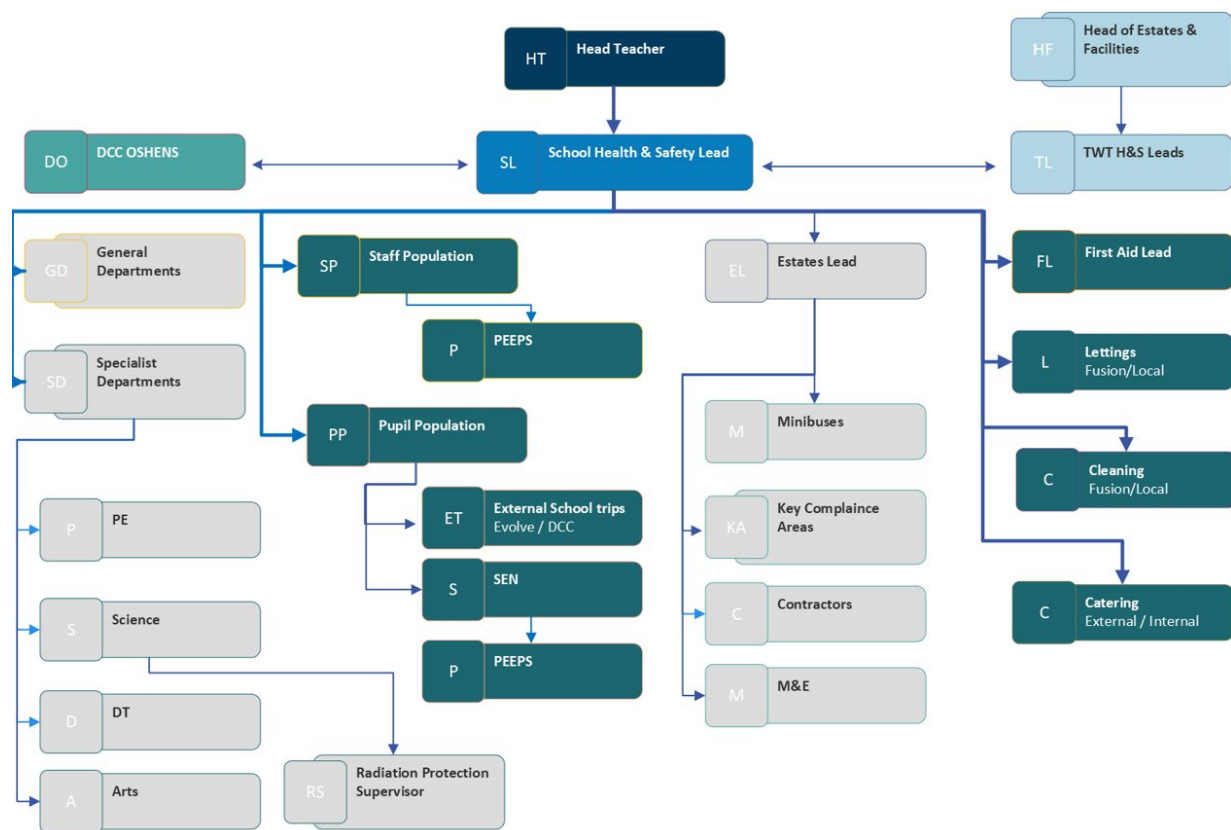 HT
Head Teacher
HF
Head of Estates &
Facilities
DO
DCC OSHENS
SL
School Health & Safety Lead
TL
TWT H&S Leads
GD
General
Departments
SP
Staff Population
EL
Estates Lead
FL
First Aid Lead
P
PEEPS
SD
Specialist
Departments
L
Lettings
Fusion/Local
PP
Pupil Population
M
Minibuses
C
Cleaning
Fusion/Local
P
PE
ET
External School trips
Evolve / DCC
KA
Key Complaince
Areas
S
SEN
S
Science
C
Contractors
C
Catering
External / Internal
P
PEEPS
M
M&E
D
DT
RS
Radiation Protection
Supervisor
A
Arts